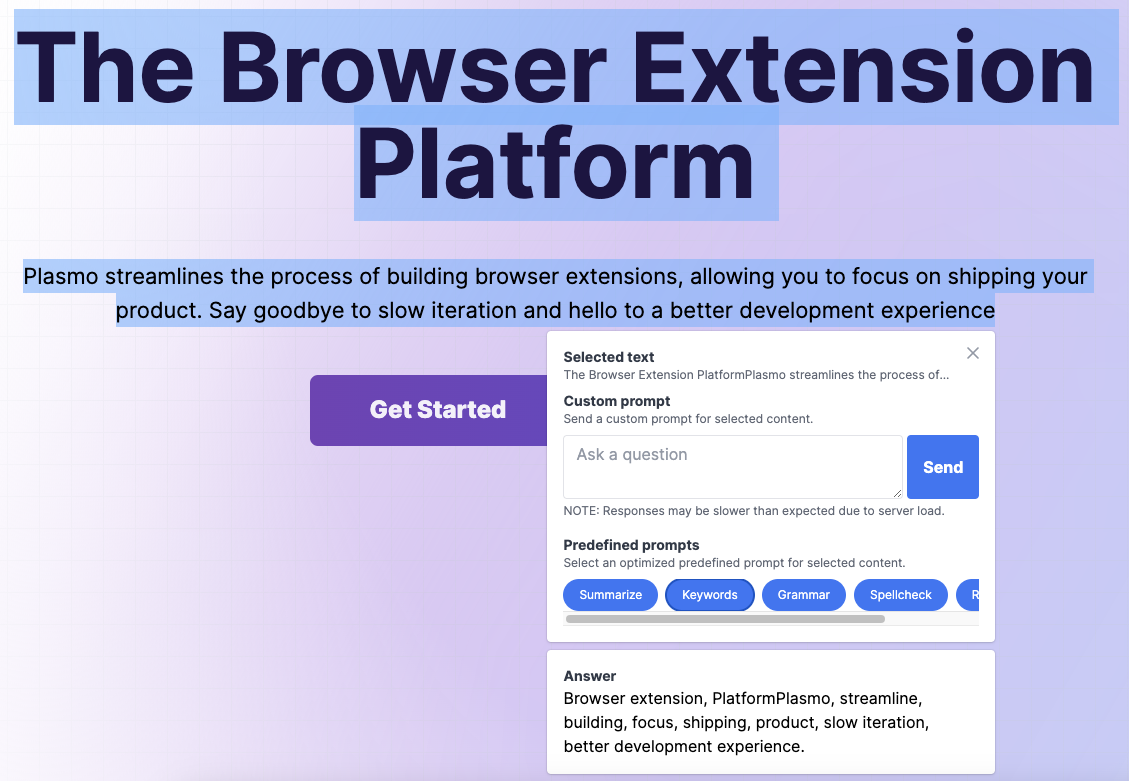 The Browser Extension
Platform
Plasmo streamlines the process of building browser extensions, allowing you to focus on shipping your
product. Say goodbye to slow iteration and hello to a better development experience
Get Started
Selected text
The Browser Extension PlatformPlasmo streamlines the process of…
Custom prompt
Send a custom prompt for selected content.
Ask a question
Send
NOTE: Responses may be slower than expected due to server load.
Predefined prompts
Select an optimized predefined prompt for selected content.
Summarize Keywords Grammar Spellcheck
Answer
Browser extension, PlatformPlasmo, streamline,
building, focus, shipping, product, slow iteration,
better development experience.